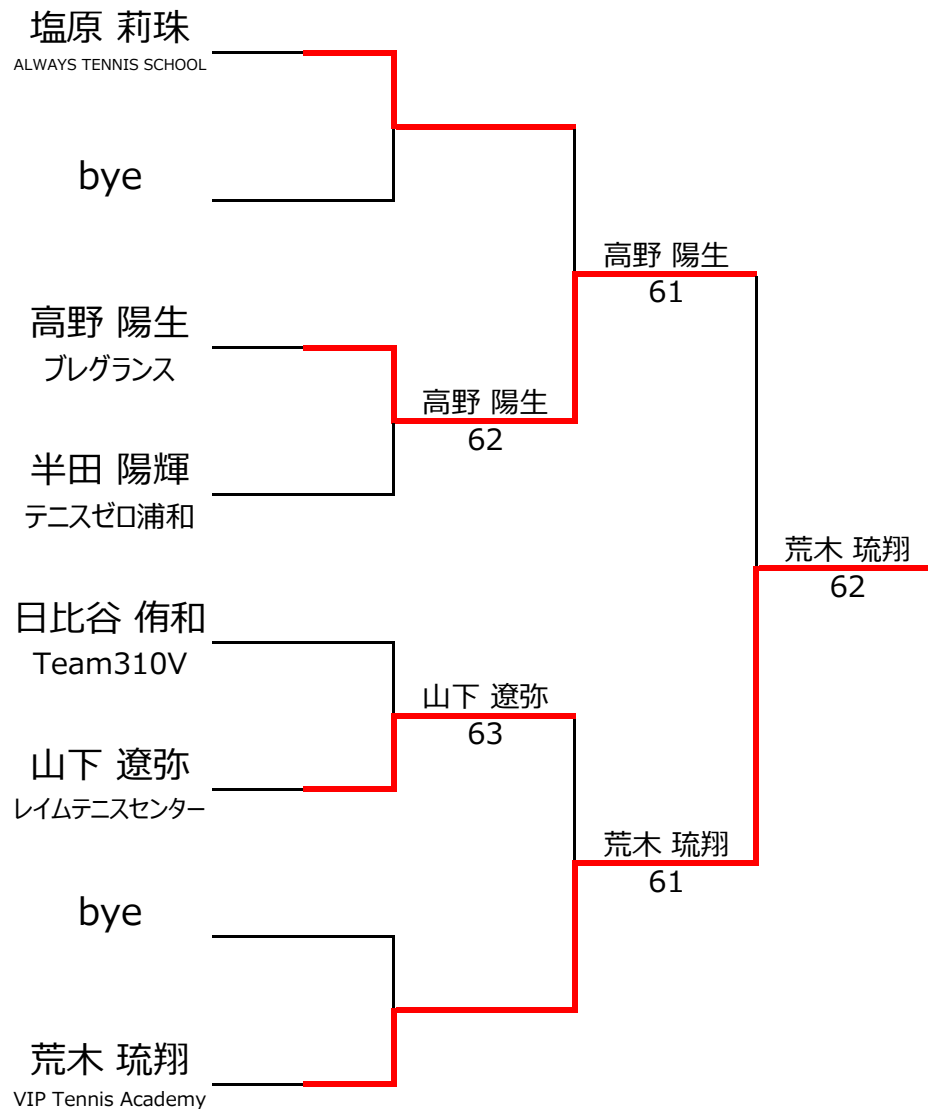 塩原 莉珠
ALWAYS TENNIS SCHOOL
bye
高野 陽生
ブレグランス
半田 陽輝
テニスゼロ浦和
日比谷 侑和
Team310V
山下 遼弥
レイムテニスセンター
bye
荒木 琉翔
VIP Tennis Academy
高野 陽生
62
山下 遼弥
63
高野 陽生
61
荒木 琉翔
61
荒木 琉翔
62